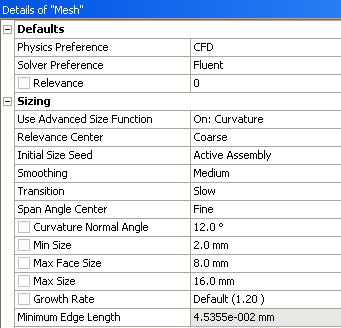 Details of "Mesh"
Defaults
Physics Preference CFD
Solver Preference Fluent
Relevance 0
Sizing
Use Advanced Size Function On: Curvature
Relevance Center Coarse
Initial Size Seed Active Assembly
Smoothing Medium
Transition Slow
Span Angle Center Fine
Curvature Normal Angle 12.0 °
Min Size 2.0 mm
Max Face Size 8.0 mm
Max Size 16.0 mm
Growth Rate Default (1.20 )
Minimum Edge Length 4.5355e-002 mm